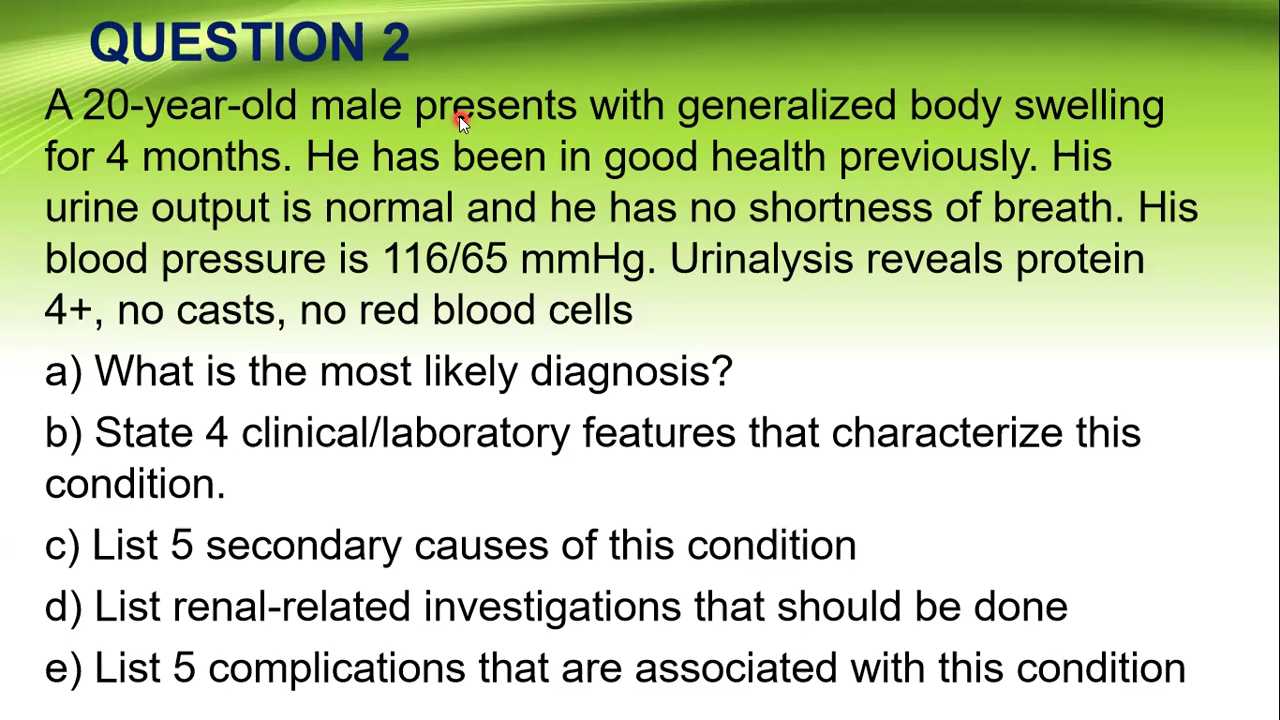 QUESTION 2
A 20-year-old male presents with generalized body swelling
for 4 months. He has been in good health previously. His
urine output is normal and he has no shortness of breath. His
blood pressure is 116/65 mmHg. Urinalysis reveals protein
4+, no casts, no red blood cells
a) What is the most likely diagnosis?
b) State 4 clinical/laboratory features that characterize this
condition.
c) List 5 secondary causes of this condition
d) List renal-related investigations that should be done
e) List 5 complications that are associated with this condition